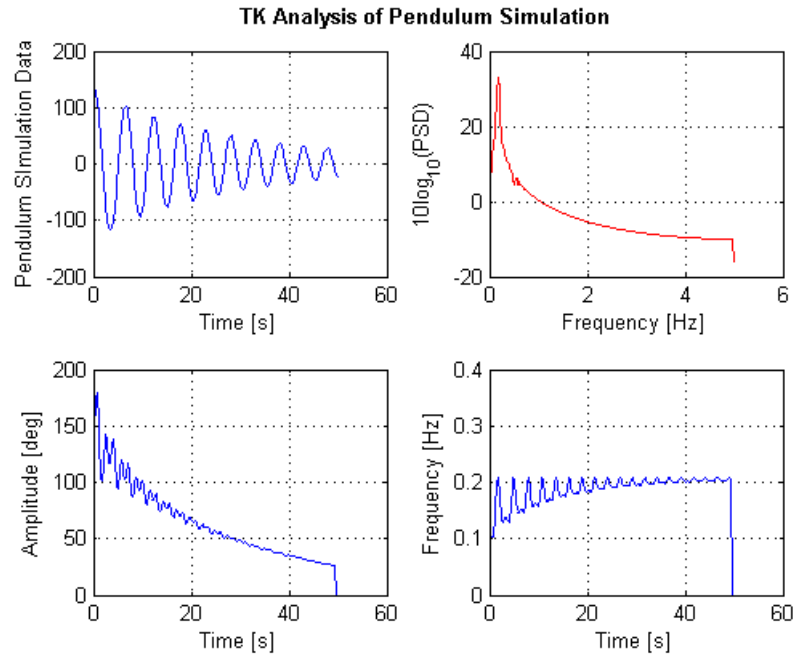 TK Analysis of Pendulum Simulation
Pendulum SImulation Data
200
100
0
-100
-200
0 20 40 60
Time [s]
10log10(PSD)
40
20
0
-20
0 2 4 6
Frequency [Hz]
Amplitude [deg]
200
150
100
50
0
0 20 40 60
Time [s]
Frequency [Hz]
0.4
0.3
0.2
0.1
0
0 20 40 60
Time [s]